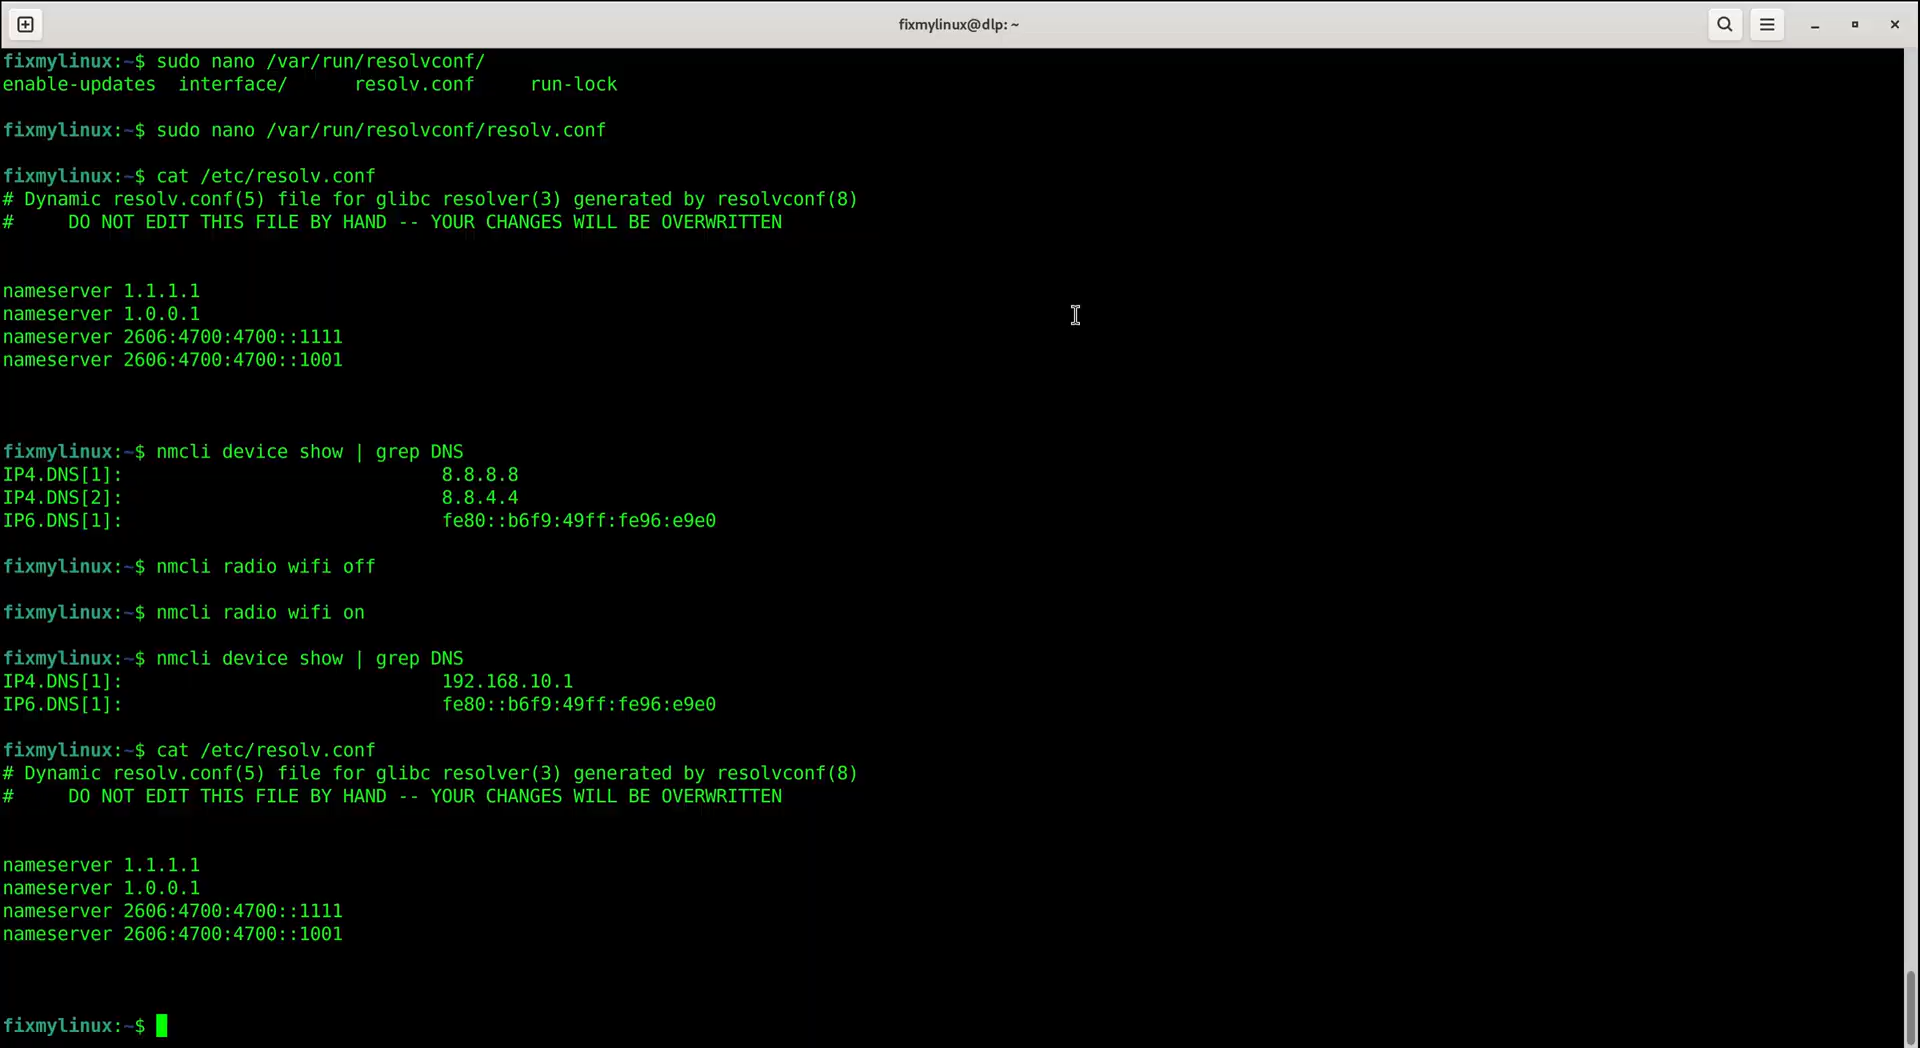 fixmylinux@dlp: ~
fixmylinux:~$ sudo nano /var/run/resolvconf/
enable-updates  interface/      resolv.conf     run-lock
fixmylinux:~$ sudo nano /var/run/resolvconf/resolv.conf
fixmylinux:~$ cat /etc/resolv.conf
# Dynamic resolv.conf(5) file for glibc resolver(3) generated by resolvconf(8)
#     DO NOT EDIT THIS FILE BY HAND -- YOUR CHANGES WILL BE OVERWRITTEN
nameserver 1.1.1.1
nameserver 1.0.0.1
nameserver 2606:4700:4700::1111
nameserver 2606:4700:4700::1001
fixmylinux:~$ nmcli device show | grep DNS
IP4.DNS[1]:                             8.8.8.8
IP4.DNS[2]:                             8.8.4.4
IP6.DNS[1]:                             fe80::b6f9:49ff:fe96:e9e0
fixmylinux:~$ nmcli radio wifi off
fixmylinux:~$ nmcli radio wifi on
fixmylinux:~$ nmcli device show | grep DNS
IP4.DNS[1]:                             192.168.10.1
IP6.DNS[1]:                             fe80::b6f9:49ff:fe96:e9e0
fixmylinux:~$ cat /etc/resolv.conf
# Dynamic resolv.conf(5) file for glibc resolver(3) generated by resolvconf(8)
#     DO NOT EDIT THIS FILE BY HAND -- YOUR CHANGES WILL BE OVERWRITTEN
nameserver 1.1.1.1
nameserver 1.0.0.1
nameserver 2606:4700:4700::1111
nameserver 2606:4700:4700::1001
fixmylinux:~$